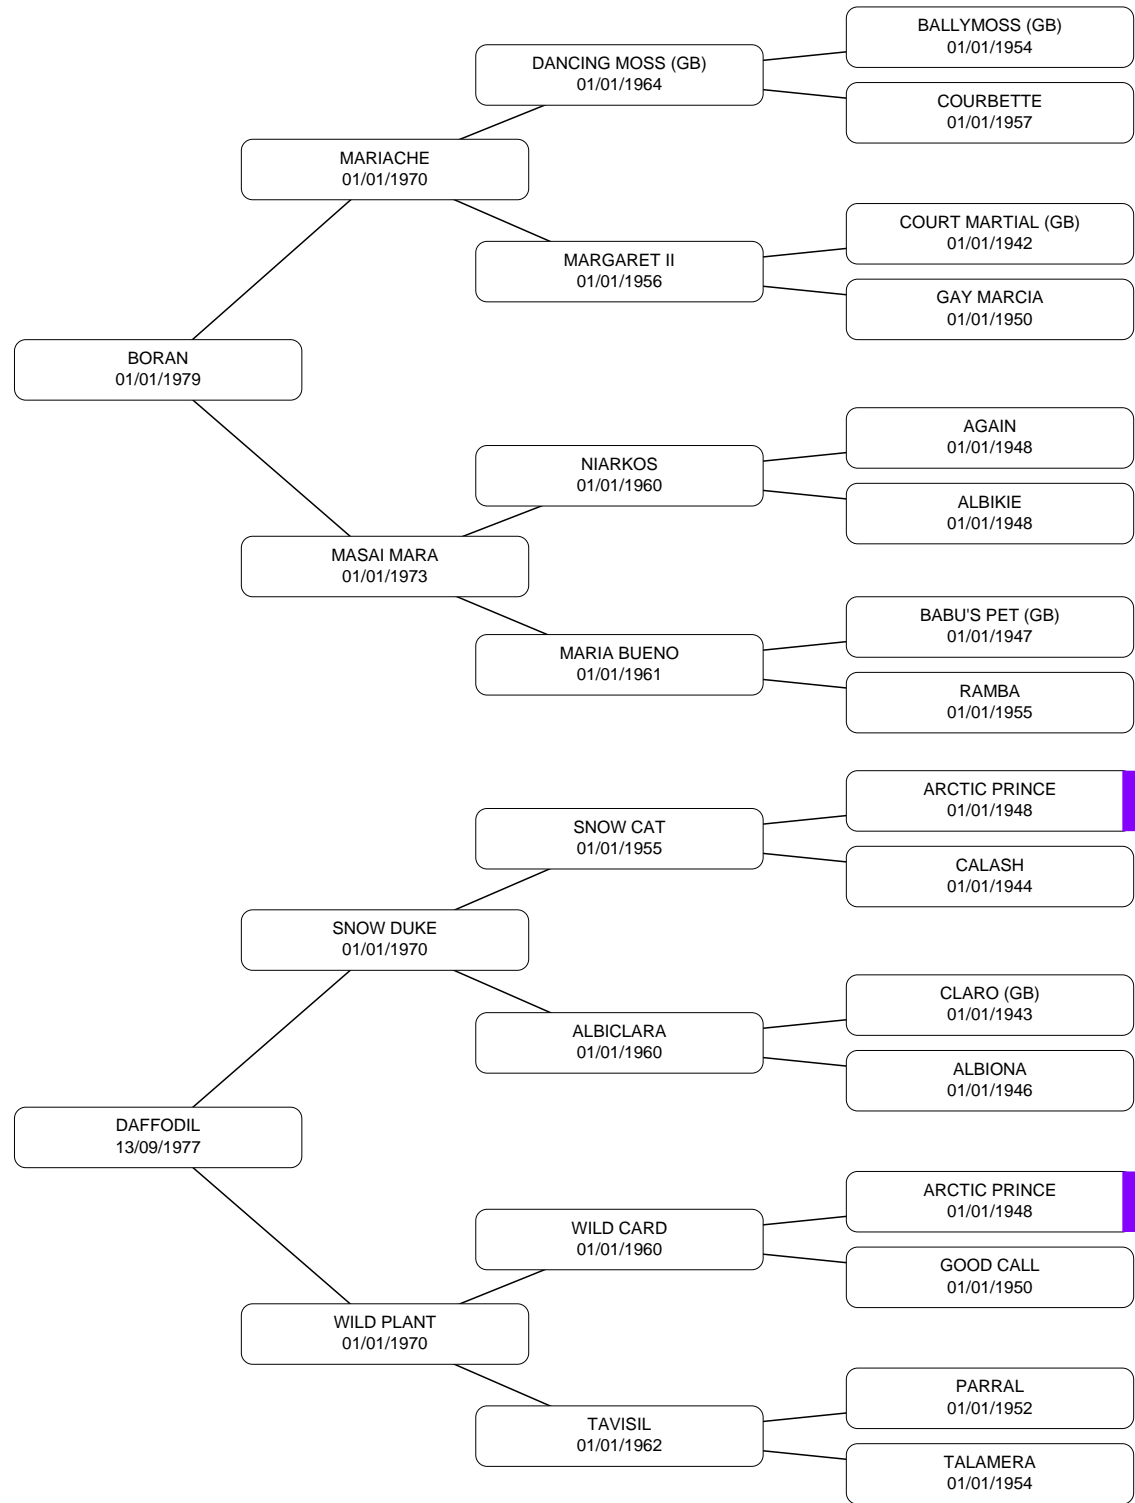 BALLYMOSS (GB)
01/01/1954
DANCING MOSS (GB)
01/01/1964
COURBETTE
01/01/1957
MARIACHE
01/01/1970
COURT MARTIAL (GB)
01/01/1942
MARGARET II
01/01/1956
GAY MARCIA
01/01/1950
BORAN
01/01/1979
AGAIN
01/01/1948
NIARKOS
01/01/1960
ALBIKIE
01/01/1948
MASAI MARA
01/01/1973
BABU'S PET (GB)
01/01/1947
MARIA BUENO
01/01/1961
RAMBA
01/01/1955
ARCTIC PRINCE
01/01/1948
SNOW CAT
01/01/1955
CALASH
01/01/1944
SNOW DUKE
01/01/1970
CLARO (GB)
01/01/1943
ALBICLARA
01/01/1960
ALBIONA
01/01/1946
DAFFODIL
13/09/1977
ARCTIC PRINCE
01/01/1948
WILD CARD
01/01/1960
GOOD CALL
01/01/1950
WILD PLANT
01/01/1970
PARRAL
01/01/1952
TAVISIL
01/01/1962
TALAMERA
01/01/1954